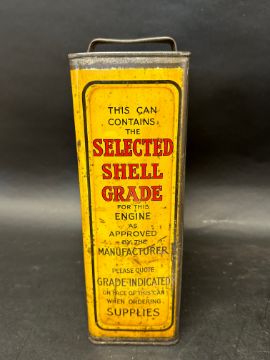 THIS CAN
CONTAINS
THE
SELECTED
SHELL
GRADE
FOR THIS
ENGINE
AS
APPROVED
BY THE
MANUFACTURER
PLEASE QUOTE
GRADE INDICATED
ON FACE OF THIS CAN
WHEN ORDERING
SUPPLIES